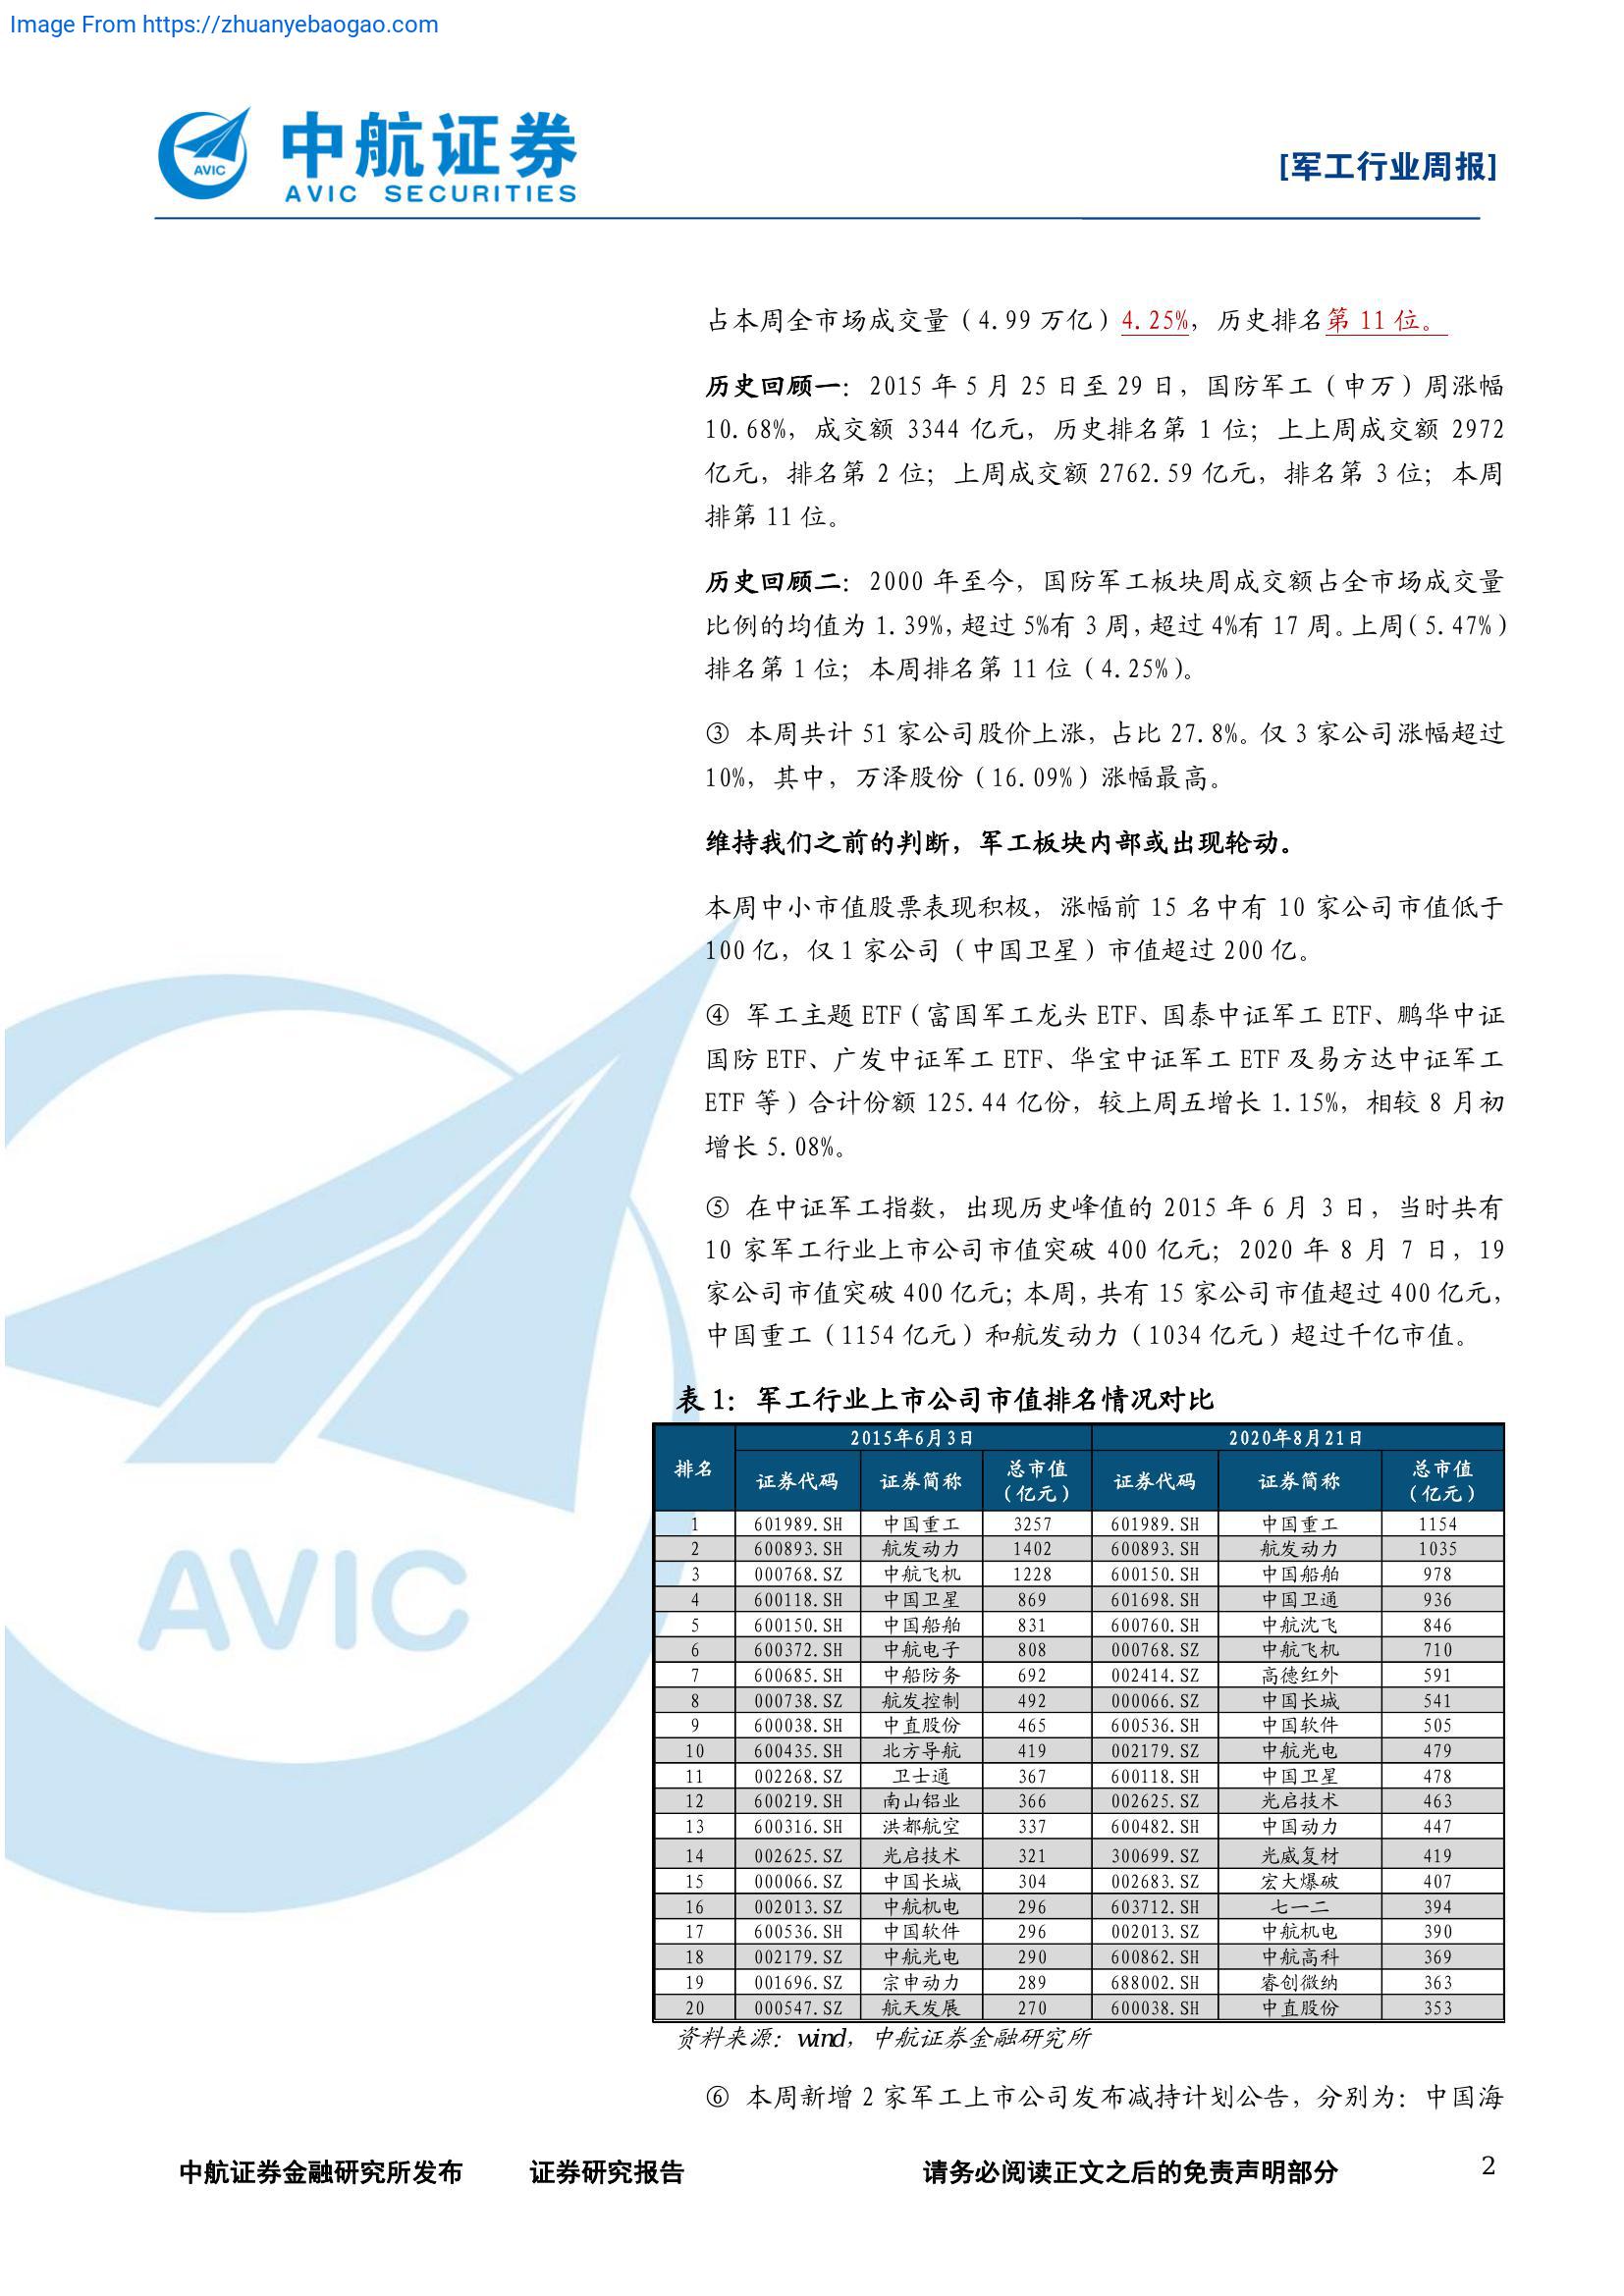 Image From https://zhuanyebaogao.com
AVIC
中航证券
AVIC SECURITIES
[军工行业周报]
占本周全市场成交量（4.99 万亿）4.25%，历史排名第 11 位。
历史回顾一：2015 年 5 月 25 日至 29 日，国防军工（申万）周涨幅
10.68%，成交额 3344 亿元，历史排名第 1 位；上上周成交额 2972
亿元，排名第 2 位；上周成交额 2762.59 亿元，排名第 3 位；本周
排第 11 位。
历史回顾二：2000 年至今，国防军工板块周成交额占全市场成交量
比例的均值为 1.39%，超过 5%有 3 周，超过 4%有 17 周。上周（5.47%）
排名第 1 位；本周排名第 11 位（4.25%）。
③ 本周共计 51 家公司股价上涨，占比 27.8%。仅 3 家公司涨幅超过
10%，其中，万泽股份（16.09%）涨幅最高。
维持我们之前的判断，军工板块内部或出现轮动。
本周中小市值股票表现积极，涨幅前 15 名中有 10 家公司市值低于
100 亿，仅 1 家公司（中国卫星）市值超过 200 亿。
④ 军工主题 ETF（富国军工龙头 ETF、国泰中证军工 ETF、鹏华中证
国防 ETF、广发中证军工 ETF、华宝中证军工 ETF 及易方达中证军工
ETF 等）合计份额 125.44 亿份，较上周五增长 1.15%，相较 8 月初
增长 5.08%。
⑤ 在中证军工指数，出现历史峰值的 2015 年 6 月 3 日，当时共有
10 家军工行业上市公司市值突破 400 亿元；2020 年 8 月 7 日，19
家公司市值突破 400 亿元；本周，共有 15 家公司市值超过 400 亿元，
中国重工（1154 亿元）和航发动力（1034 亿元）超过千亿市值。
AVIC
表 1：军工行业上市公司市值排名情况对比
排名 2015年6月3日 2020年8月21日
证券代码 证券简称 总市值（亿元） 证券代码 证券简称 总市值（亿元）
1 601989.SH 中国重工 3257 601989.SH 中国重工 1154
2 600893.SH 航发动力 1402 600893.SH 航发动力 1035
3 000768.SZ 中航飞机 1228 600150.SH 中国船舶 978
4 600118.SH 中国卫星 869 601698.SH 中国卫通 936
5 600150.SH 中国船舶 831 600760.SH 中航沈飞 846
6 600372.SH 中航电子 808 000768.SZ 中航飞机 710
7 600685.SH 中船防务 692 002414.SZ 高德红外 591
8 000738.SZ 航发控制 492 000066.SZ 中国长城 541
9 600038.SH 中直股份 465 600536.SH 中国软件 505
10 600435.SH 北方导航 419 002179.SZ 中航光电 479
11 002268.SZ 卫士通 367 600118.SH 中国卫星 478
12 600219.SH 南山铝业 366 002625.SZ 光启技术 463
13 600316.SH 洪都航空 337 600482.SH 中国动力 447
14 002625.SZ 光启技术 321 300699.SZ 光威复材 419
15 000066.SZ 中国长城 304 002683.SZ 宏大爆破 407
16 002013.SZ 中航机电 296 603712.SH 七一二 394
17 600536.SH 中国软件 296 002013.SZ 中航机电 390
18 002179.SZ 中航光电 290 600862.SH 中航高科 369
19 001696.SZ 宗申动力 289 688002.SH 睿创微纳 363
20 000547.SZ 航天发展 270 600038.SH 中直股份 353
资料来源：wind，中航证券金融研究所
⑥ 本周新增 2 家军工上市公司发布减持计划公告，分别为：中国海
中航证券金融研究所发布 证券研究报告 请务必阅读正文之后的免责声明部分 2